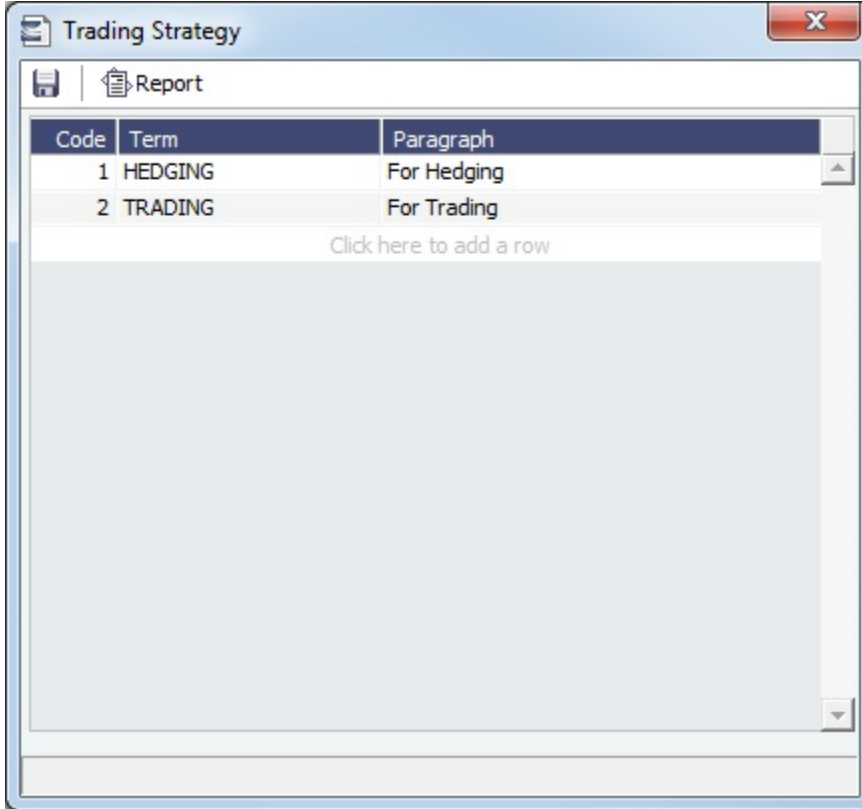 Trading Strategy
Report
Code Term Paragraph
1 HEDGING For Hedging
2 TRADING For Trading
Click here to add a row